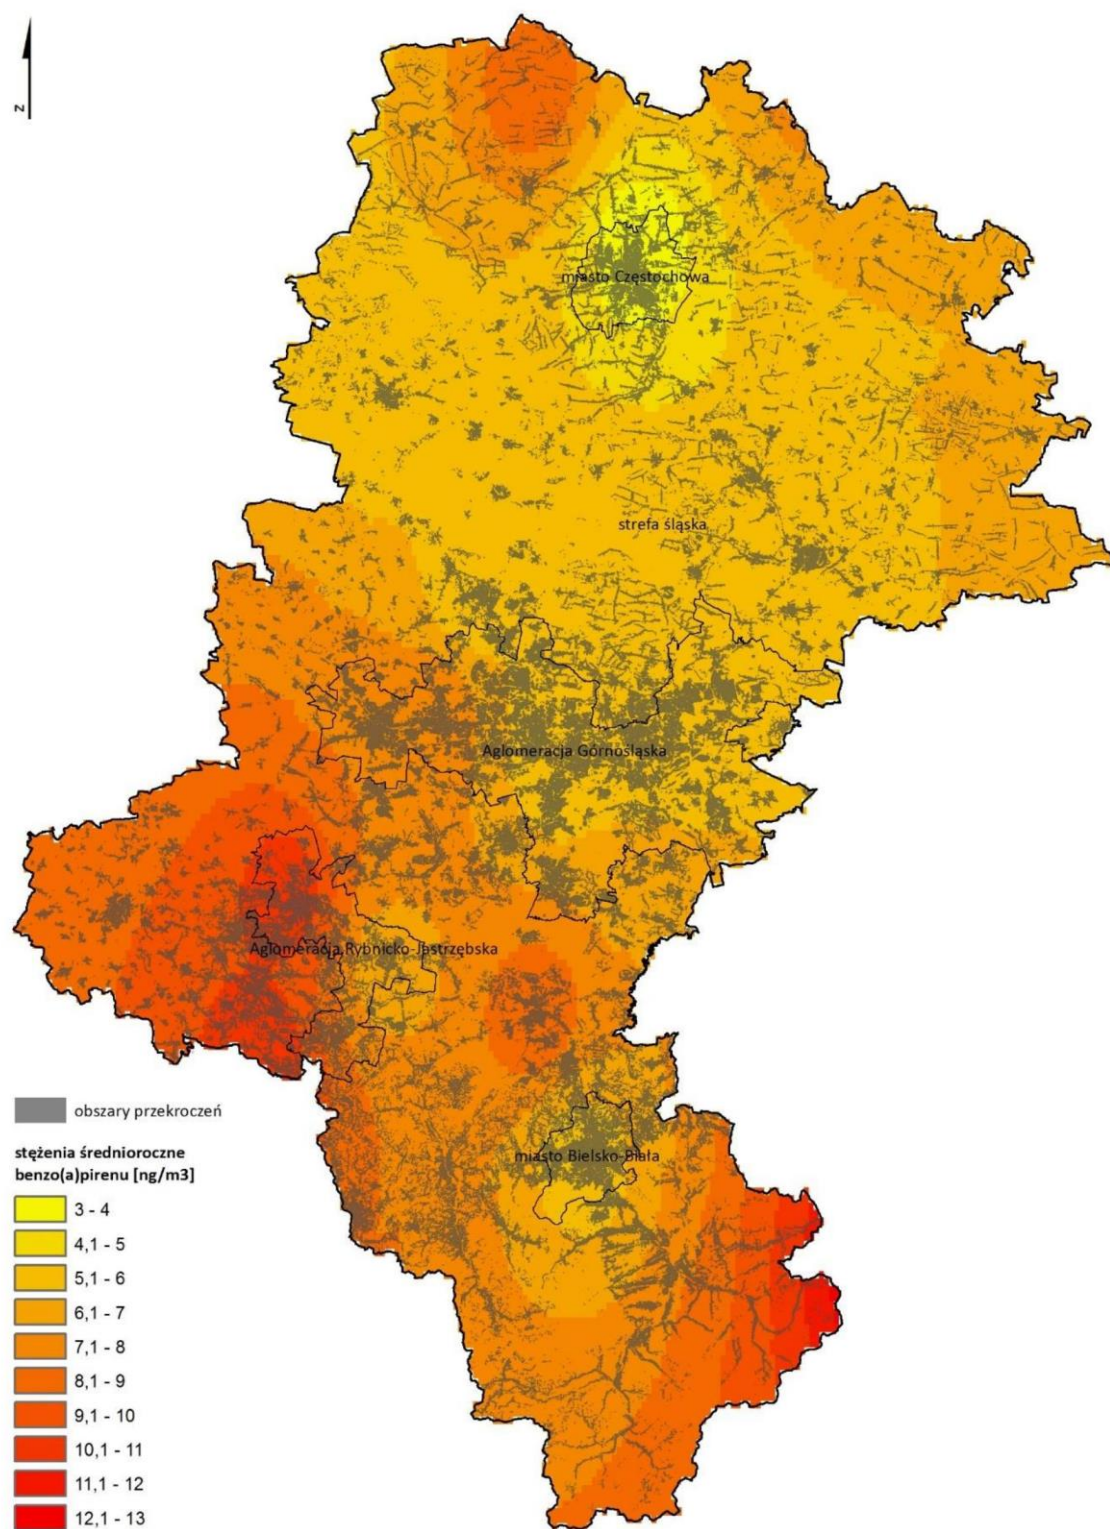 z
miasto Częstochowa
strefa śląska
Aglomeracja Górnośląska
Aglomeracja Rybnicko-Jastrzębska
miasto Bielsko-Biała
obszary przekroczeń
stężenia średnioroczne
benzo(a)pirenu [ng/m3]
3 - 4
4,1 - 5
5,1 - 6
6,1 - 7
7,1 - 8
8,1 - 9
9,1 - 10
10,1 - 11
11,1 - 12
12,1 - 13